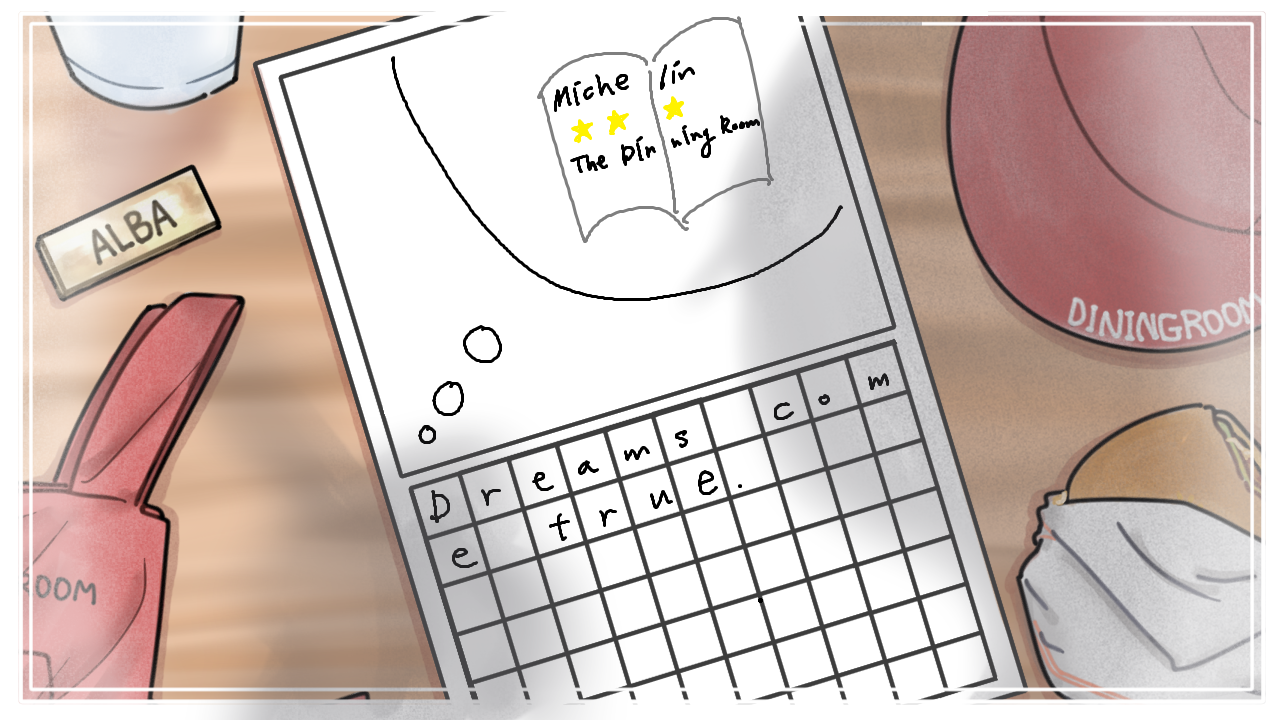 Miche lin
The Din ning Room
ALBA
DININGROOM
Dreams com
e true.
ROOM